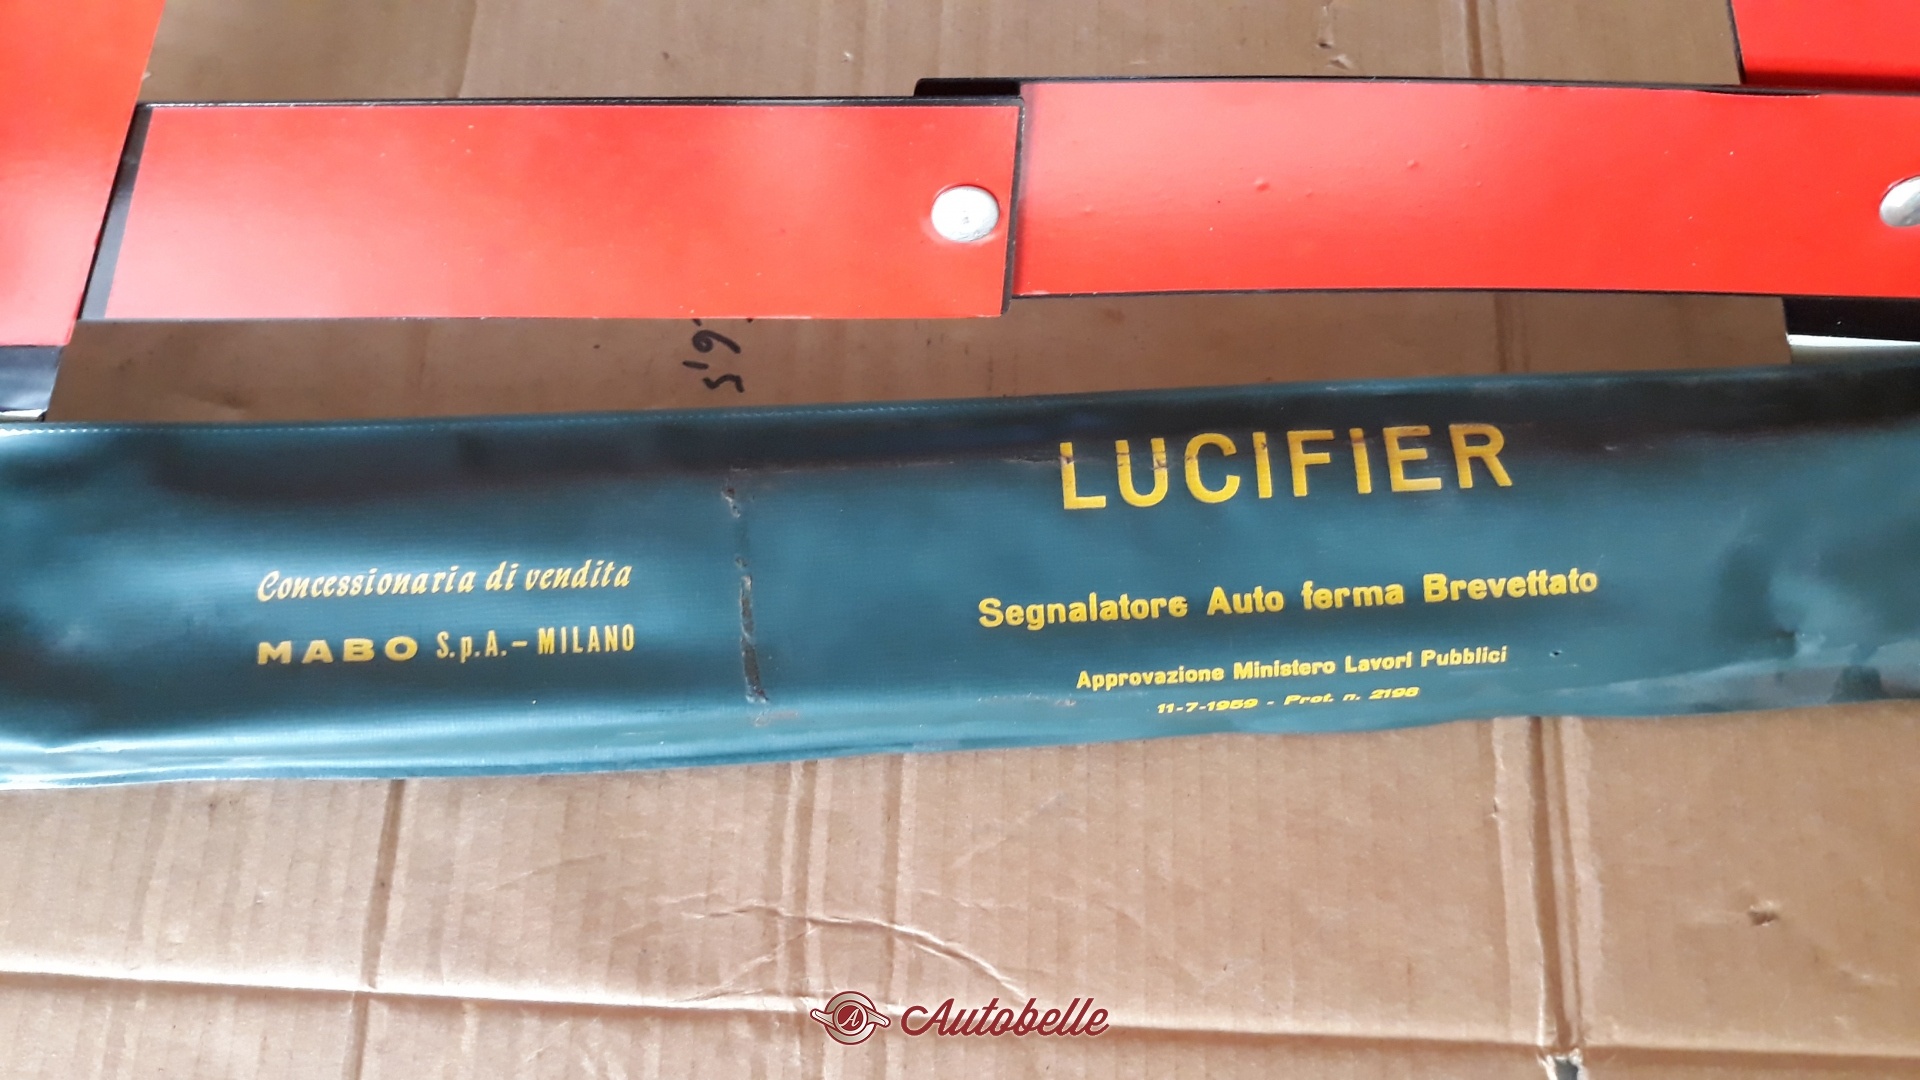 LUCIFIER
Segnalatore Auto ferma Brevettato
Approvazione Ministero Lavori Pubblici
11-7-1959 - Prot. n. 2196
Concessionaria di vendita
MABO S.p.A. - MILANO
A Autobelle